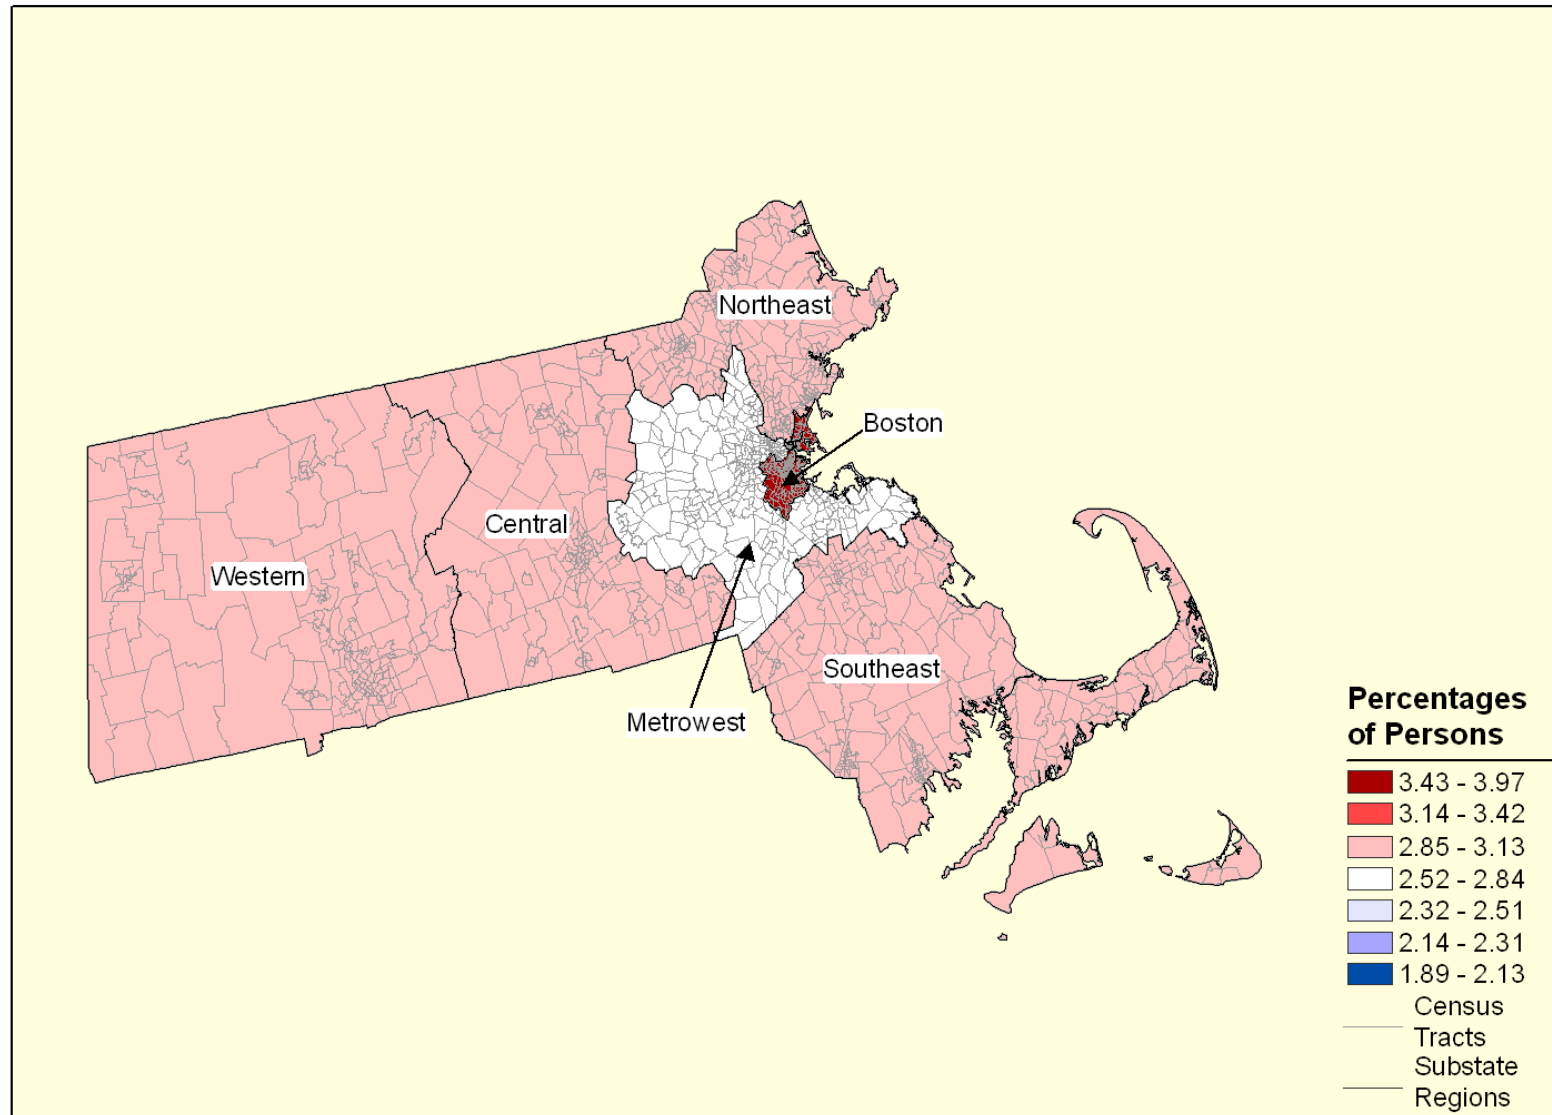 Northeast
Boston
Central
Western
Southeast
Metrowest
Percentages
of Persons
3.43 - 3.97
3.14 - 3.42
2.85 - 3.13
2.52 - 2.84
2.32 - 2.51
2.14 - 2.31
1.89 - 2.13
Census
Tracts
Substate
Regions